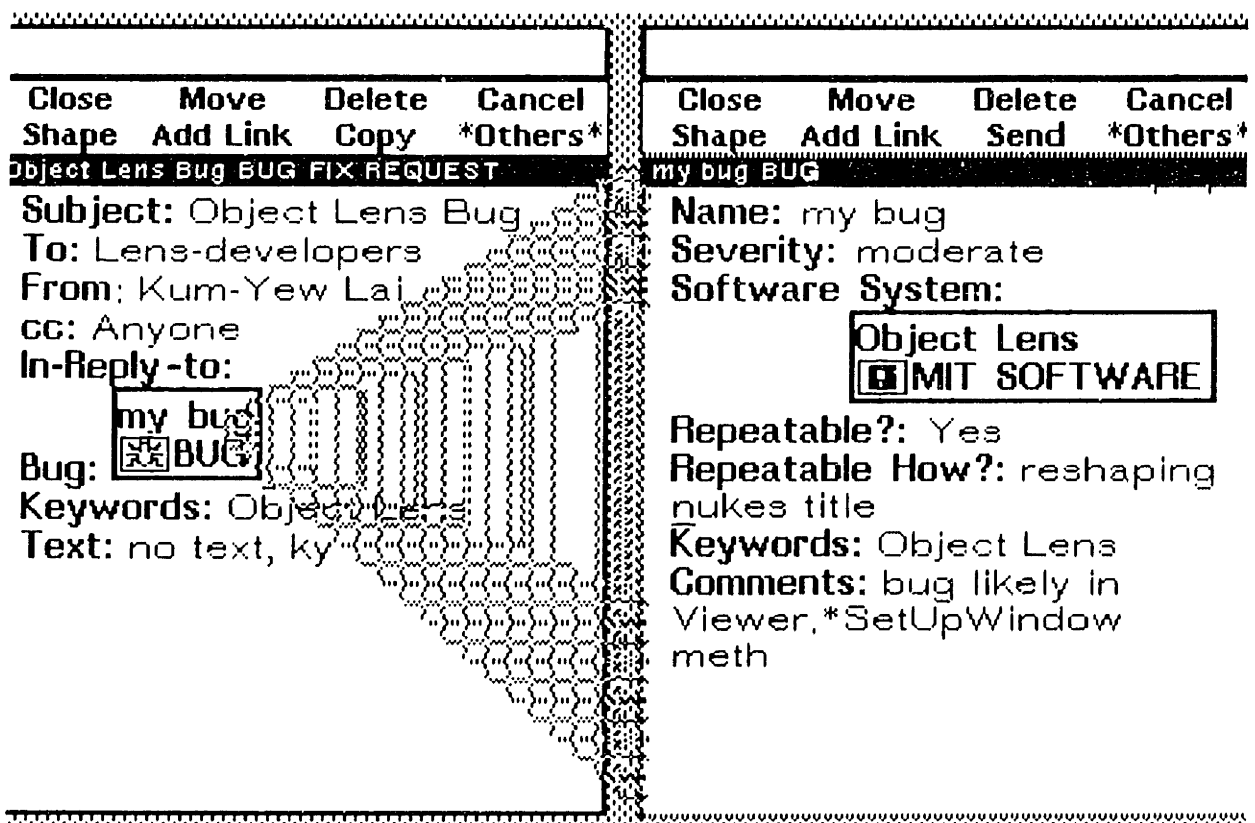 Close Move Delete Cancel
Shape Add Link Copy *Others*
Object Lens Bug BUG FIX REQUEST
Subject: Object Lens Bug
To: Lens-developers
From: Kum-Yew Lai
cc: Anyone
In-Reply-to:
my bug
BUG
Bug:
Keywords: Object Lens
Text: no text, ky
Close Move Delete Cancel
Shape Add Link Send *Others*
my bug BUG
Name: my bug
Severity: moderate
Software System:
Object Lens
MIT SOFTWARE
Repeatable?: Yes
Repeatable How?: reshaping
nukes title
Keywords: Object Lens
Comments: bug likely in
Viewer.*SetUpWindow
meth